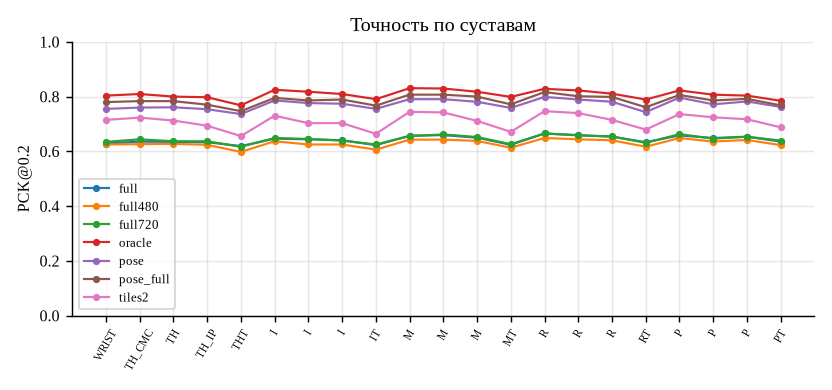 Точность по суставам
PCK@0.2
1.0
0.8
0.6
0.4
0.2
0.0
full
full480
full720
oracle
pose
pose_full
tiles2
WRIST
TH_CMC
TH
TH_IP
THT
I
I
I
IT
M
M
M
MT
R
R
R
RT
P
P
P
PT